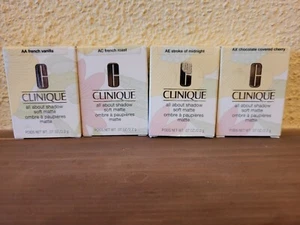 AA french vanilla
CLINIQUE
all about shadow
soft matte
ombre à paupières
matte
AC french roast
CLINIQUE
all about shadow
soft matte
ombre à paupières
matte
AE stroke of midnight
CLINIQUE
all about shadow
soft matte
ombre à paupières
matte
chocolate covered cherry
CLINIQUE
all about shadow
soft matte
ombre à paupières
matte